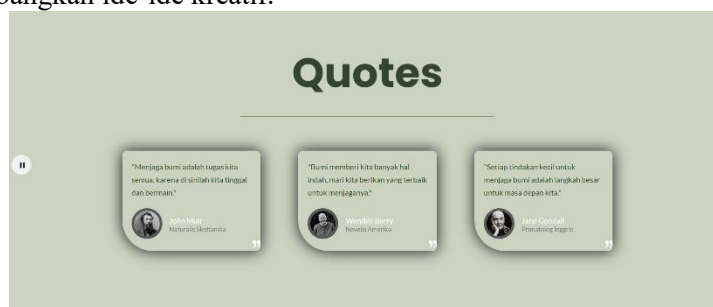 ide-ide kreatif.
Quotes
"Menjaga bumi adalah tugas kita
semua, karena di sinilah kita tinggal
dan bermain."
John Muir
Naturalis Skotlandia
"Bumi memberi kita banyak hal
indah, mari kita berikan yang terbaik
untuk menjaganya."
Wendell Berry
Novelis Amerika
"Setiap tindakan kecil untuk
menjaga bumi adalah langkah besar
untuk masa depan kita."
Jane Goodall
Primatolog Inggris